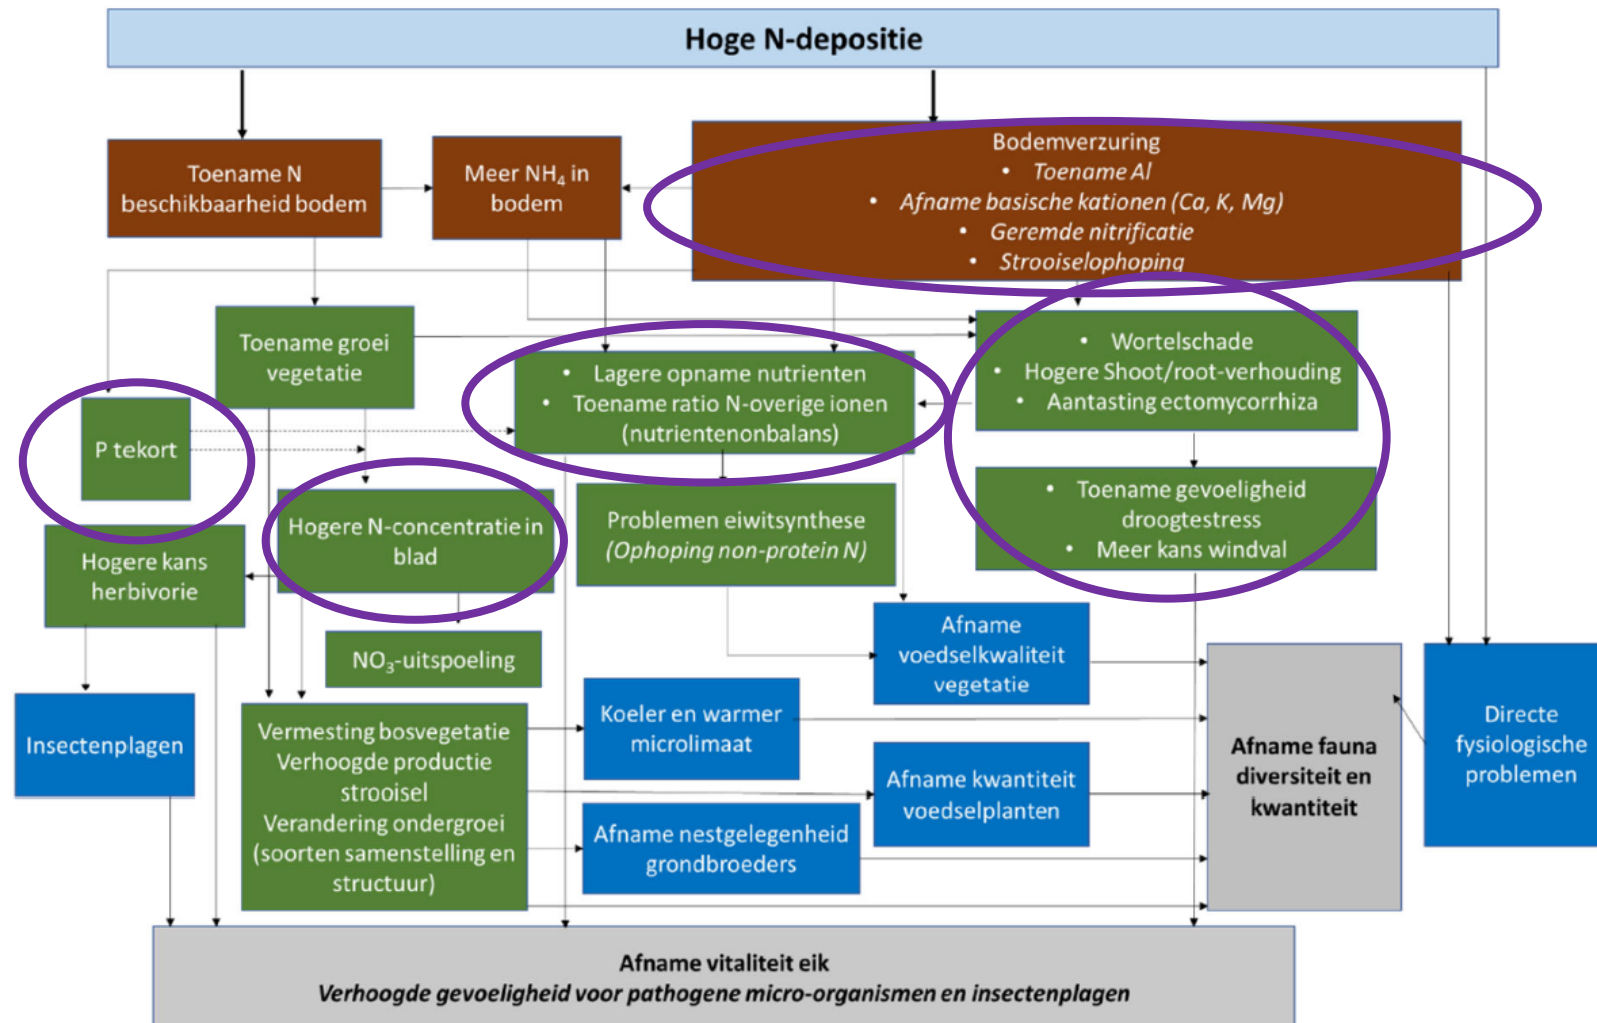 Hoge N-depositie
Toename N
beschikbaarheid bodem
Meer NH₄ in
bodem
Bodemverzuring
• Toename Al
• Afname basische kationen (Ca, K, Mg)
• Geremde nitrificatie
• Strooiselophoping
Toename groei
vegetatie
• Lagere opname nutrienten
• Toename ratio N-overige ionen
(nutrientenonbalans)
• Wortelschade
• Hogere Shoot/root-verhouding
• Aantasting ectomycorrhiza
P tekort
Hogere N-concentratie in
blad
Problemen eiwitsynthese
(Ophoping non-protein N)
• Toename gevoeligheid
droogtestress
• Meer kans windval
Hogere kans
herbivorie
NO₃-uitspoeling
Afname
voedselkwaliteit
vegetatie
Insectenplagen
Vermesting bosvegetatie
Verhoogde productie
strooisel
Verandering ondergroei
(soorten samenstelling en
structuur)
Koeler en warmer
microlimaat
Afname kwantiteit
voedselplanten
Afname nestgelegenheid
grondbroeders
Afname fauna
diversiteit en
kwantiteit
Directe
fysiologische
problemen
Afname vitaliteit eik
Verhoogde gevoeligheid voor pathogene micro-organismen en insectenplagen